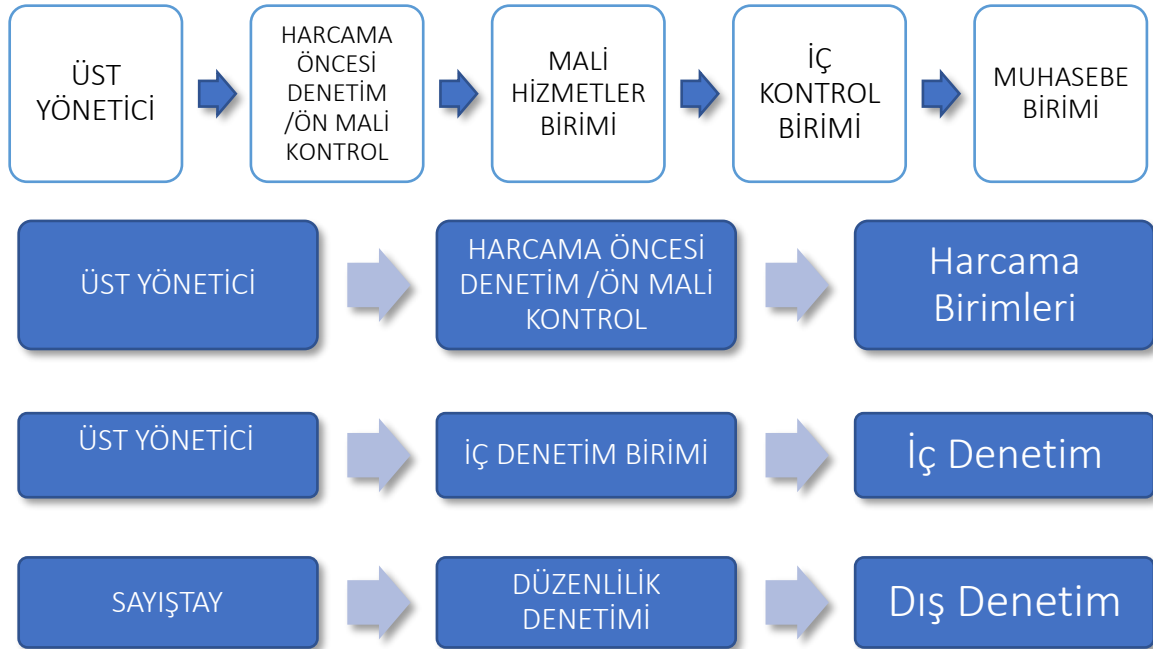 ÜST
YÖNETİCİ
HARCAMA
ÖNCESİ
DENETİM
/ÖN MALİ
KONTROL
MALİ
HİZMETLER
BİRİMİ
İÇ
KONTROL
BİRİMİ
MUHASEBE
BİRİMİ
ÜST YÖNETİCİ
HARCAMA ÖNCESİ
DENETİM /ÖN MALİ
KONTROL
Harcama
Birimleri
ÜST YÖNETİCİ
İÇ DENETİM BİRİMİ
İç Denetim
SAYIŞTAY
DÜZENLİLİK
DENETİMİ
Dış Denetim